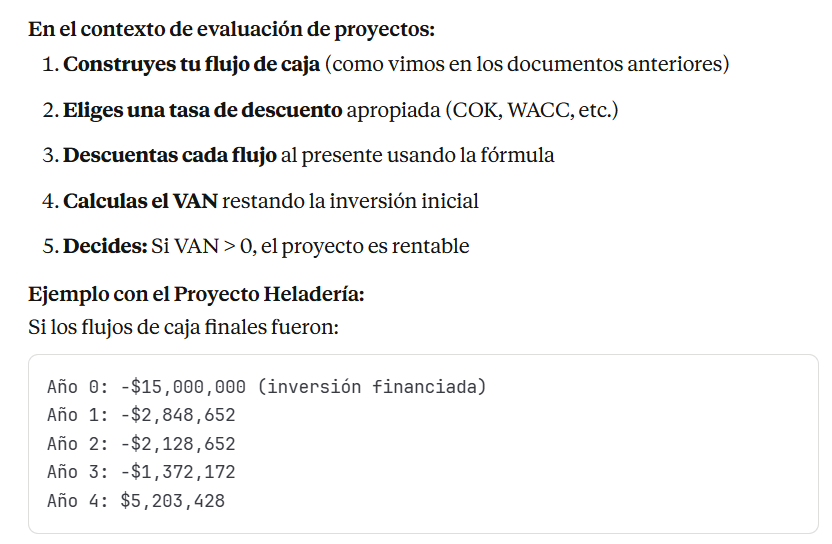 En el contexto de evaluación de proyectos:
1. Construyes tu flujo de caja (como vimos en los documentos anteriores)
2. Eliges una tasa de descuento apropiada (COK, WACC, etc.)
3. Descuentas cada flujo al presente usando la fórmula
4. Calculas el VAN restando la inversión inicial
5. Decides: Si VAN > 0, el proyecto es rentable
Ejemplo con el Proyecto Heladería:
Si los flujos de caja finales fueron:
Año 0: -$15,000,000 (inversión financiada)
Año 1: -$2,848,652
Año 2: -$2,128,652
Año 3: -$1,372,172
Año 4: $5,203,428